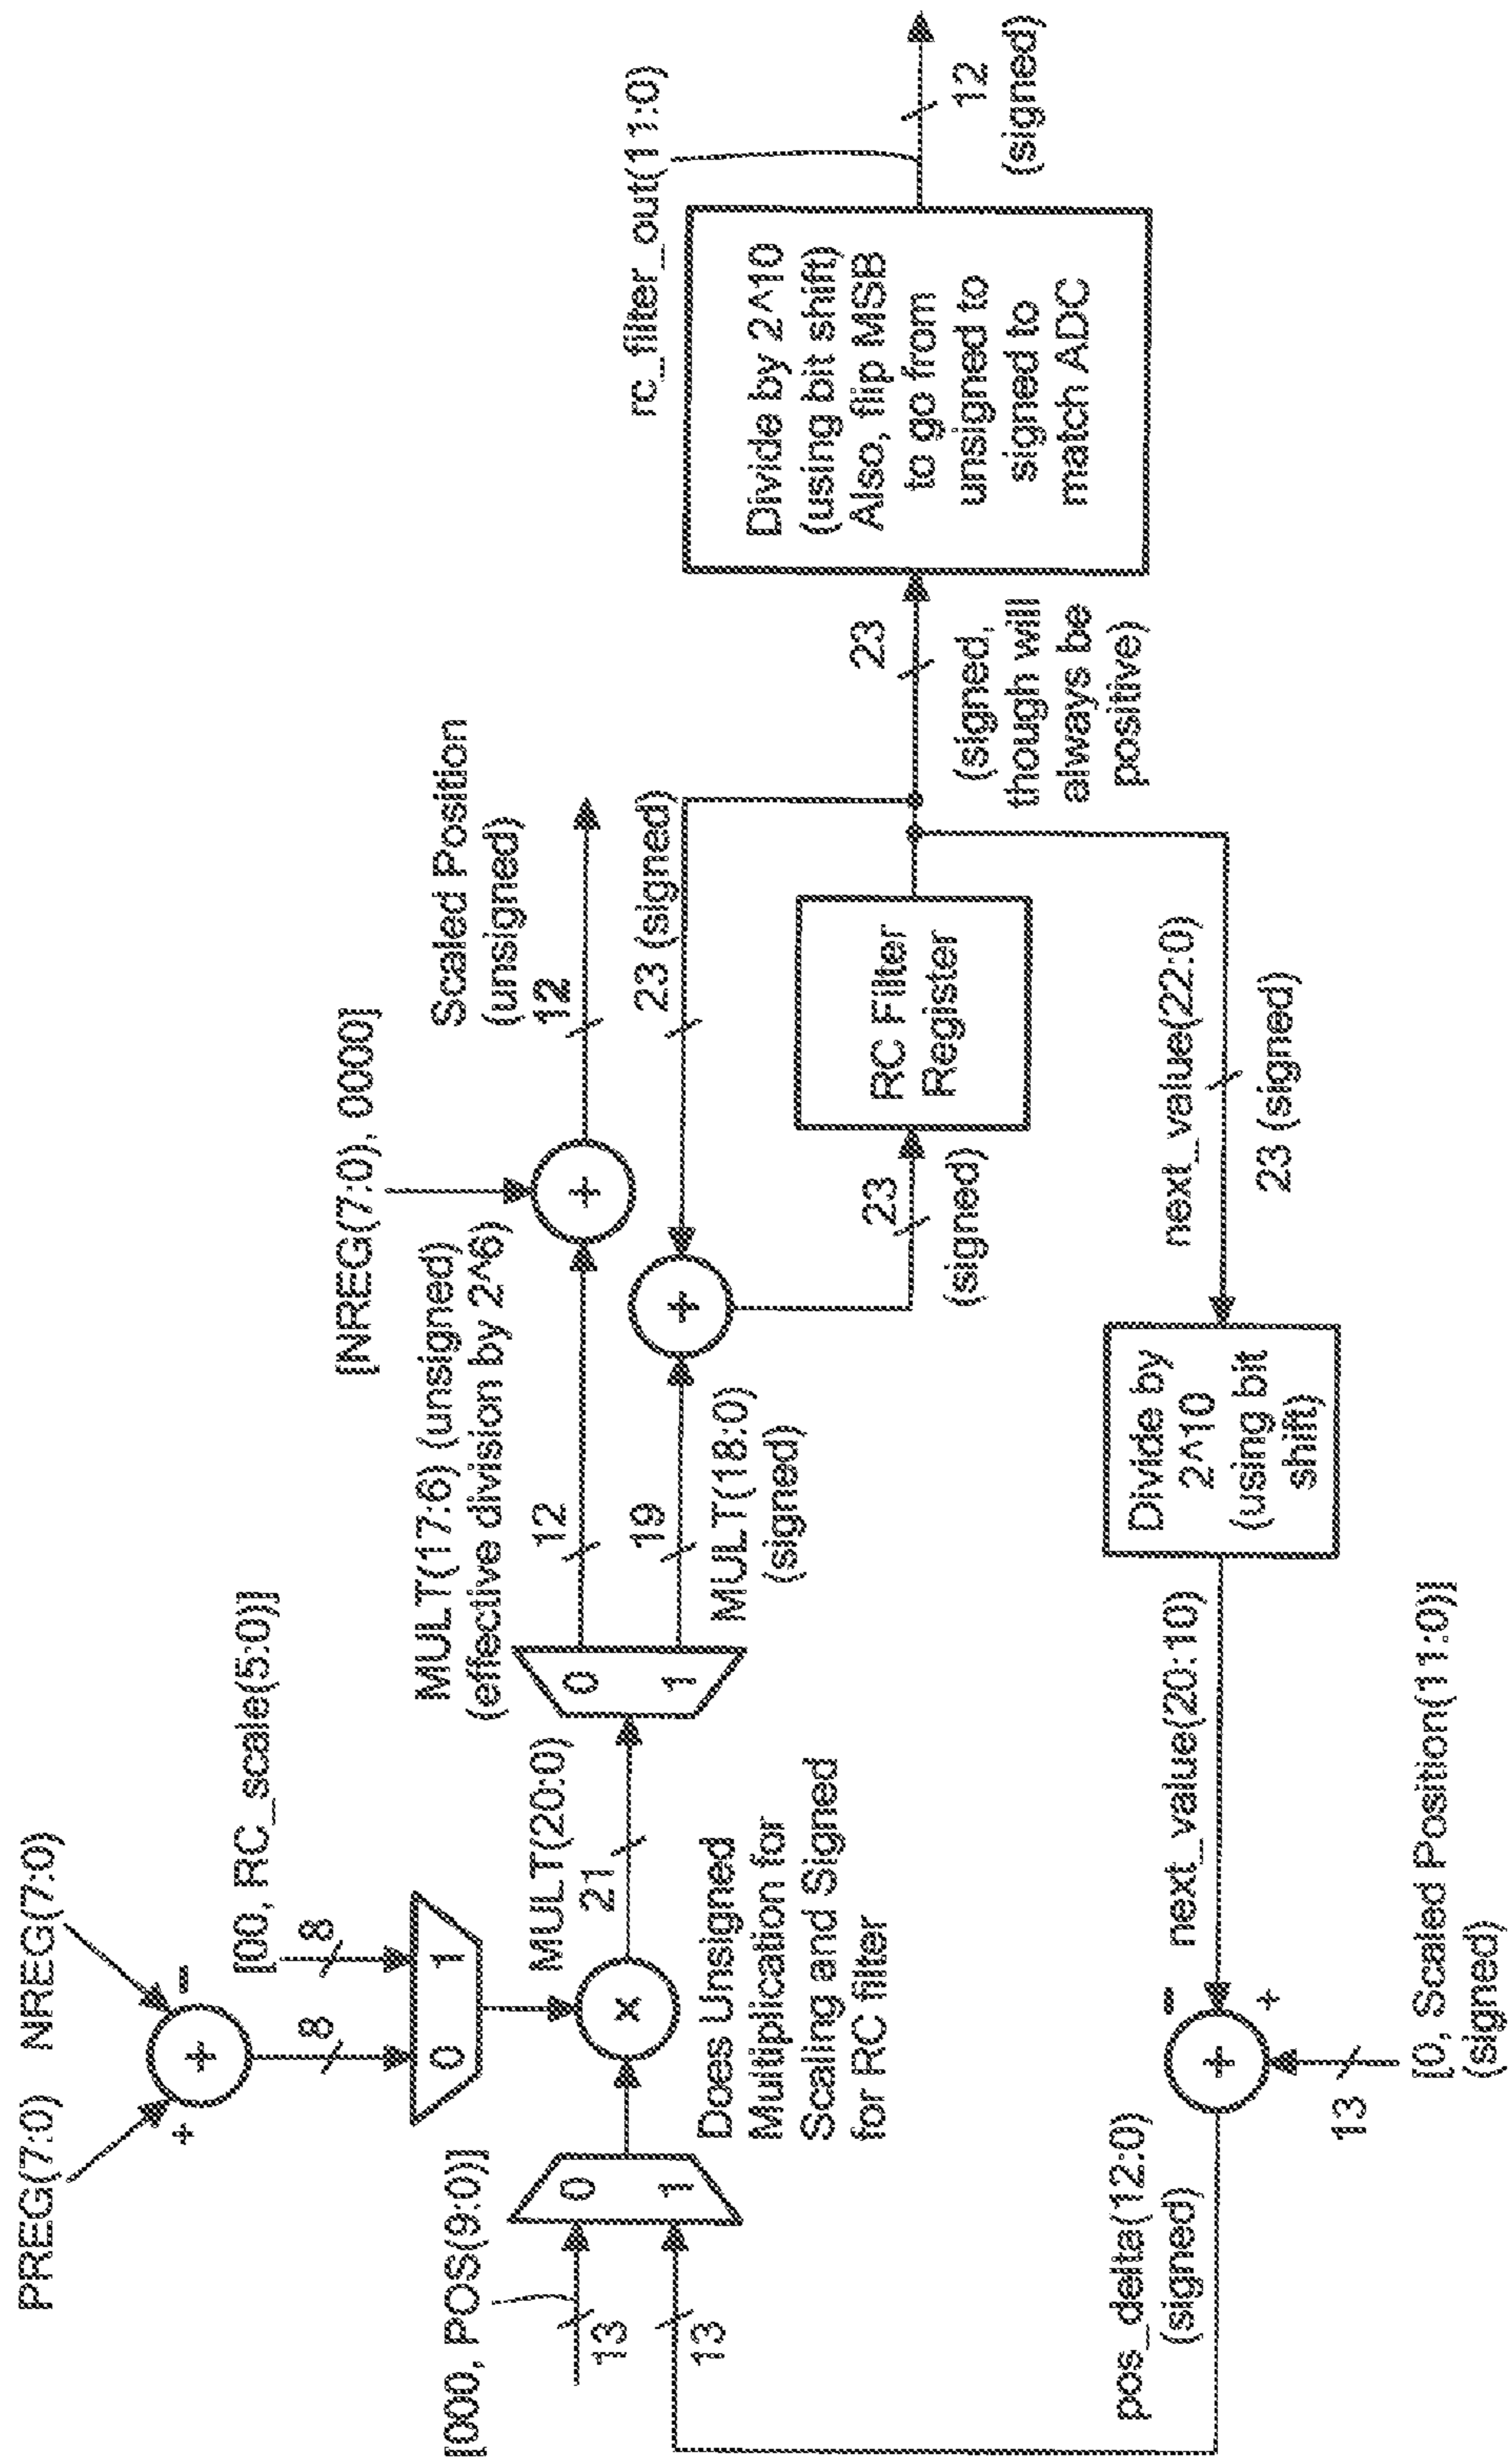 PREG(7:0)
NREG(7:0)
+
-
+
8
[00, RC_scale(5:0)]
8
0
1
[000, POS(9:0)]
13
13
0
1
x
MULT(20:0)
21
Does Unsigned
Multiplication for
Scaling and Signed
for RC filter
0
1
MULT(17:6) (unsigned)
(effective division by 2^6)
12
19
MULT(18:0)
(signed)
[NREG(7:0), 0000]
+
Scaled Position
(unsigned)
12
+
23 (signed)
23
(signed)
RC Filter
Register
23
(signed,
though will
always be
positive)
rc_filter_out(11:0)
Divide by 2^10
(using bit shift)
Also, flip MSB
to go from
unsigned to
signed to
match ADC
12
(signed)
next_value(22:0)
23 (signed)
Divide by
2^10
(using bit
shift)
next_value(20:10)
-
+
+
13
[0, Scaled Position(11:0)]
(signed)
pos_delta(12:0)
(signed)